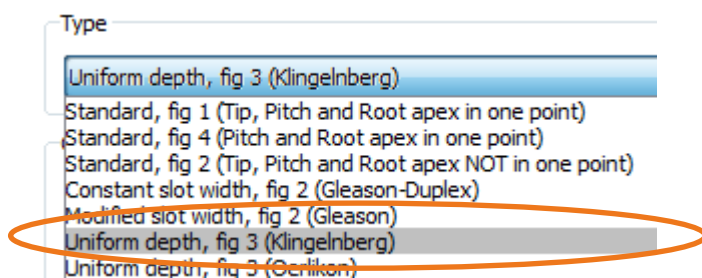 Type
Uniform depth, fig 3 (Klingelnberg)
Standard, fig 1 (Tip, Pitch and Root apex in one point)
Standard, fig 4 (Pitch and Root apex in one point)
Standard, fig 2 (Tip, Pitch and Root apex NOT in one point)
Constant slot width, fig 2 (Gleason-Duplex)
Modified slot width, fig 2 (Gleason)
Uniform depth, fig 3 (Klingelnberg)
Uniform depth, fig 3 (Oerlikon)